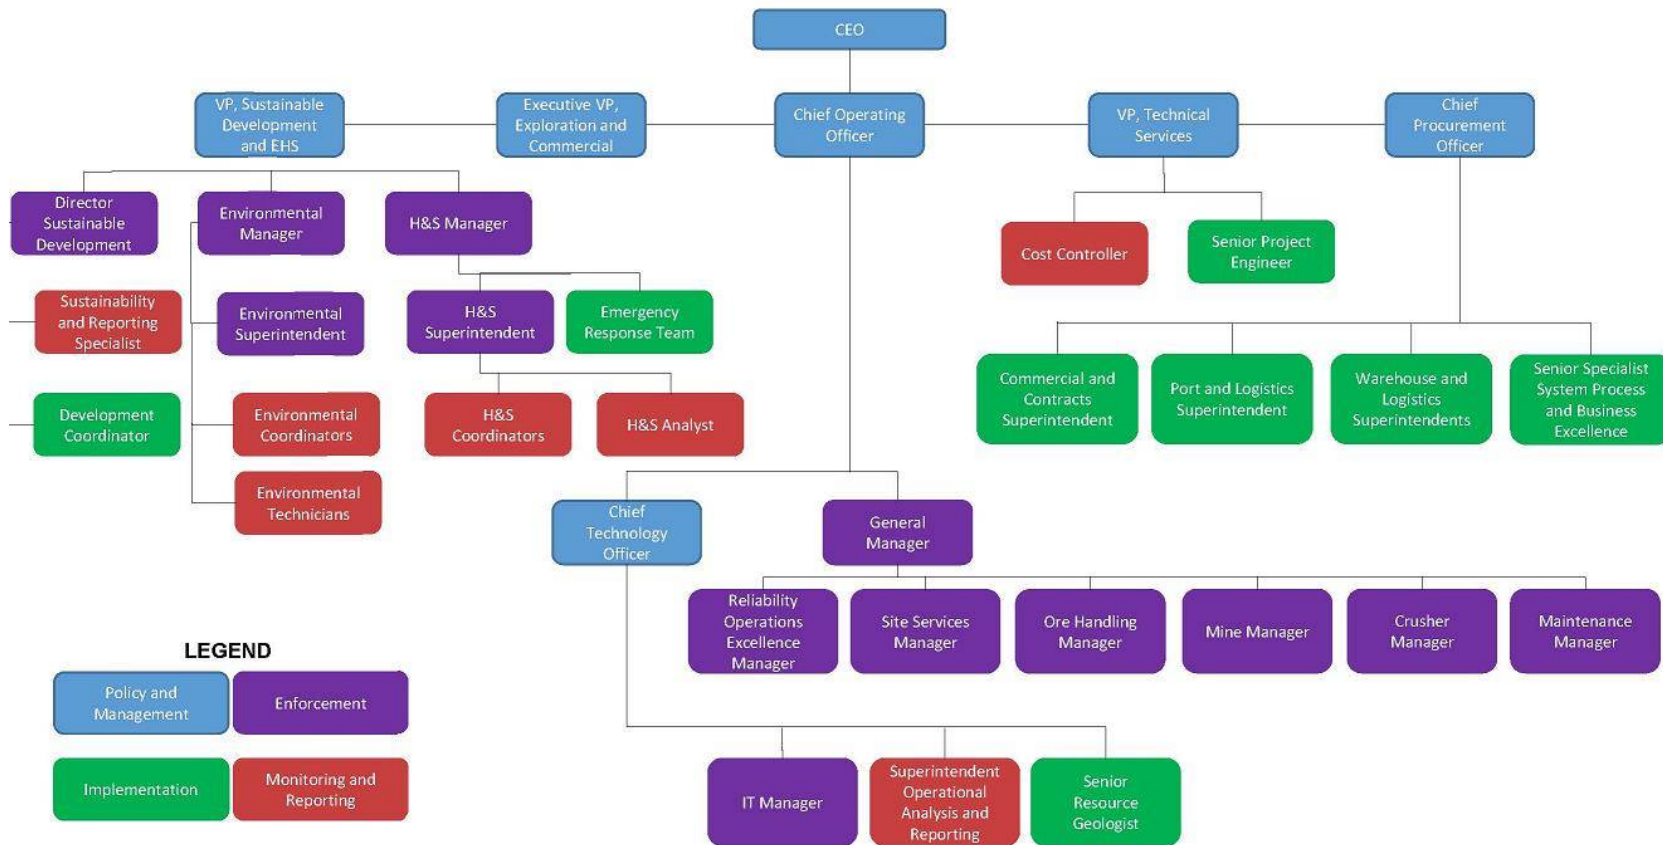 CEO
VP, Sustainable
Development
and EHS
Executive VP,
Exploration and
Commercial
Chief Operating
Officer
VP, Technical
Services
Chief
Procurement
Officer
Director
Sustainable
Development
Environmental
Manager
H&S Manager
Cost Controller
Senior Project
Engineer
Sustainability
and Reporting
Specialist
Environmental
Superintendent
H&S
Superintendent
Emergency
Response Team
Commercial and
Contracts
Superintendent
Port and Logistics
Superintendent
Warehouse and
Logistics
Superintendents
Senior Specialist
System Process
and Business
Excellence
Development
Coordinator
Environmental
Coordinators
H&S
Coordinators
H&S Analyst
Environmental
Technicians
Chief
Technology
Officer
General
Manager
Reliability
Operations
Excellence
Manager
Site Services
Manager
Ore Handling
Manager
Mine Manager
Crusher
Manager
Maintenance
Manager
LEGEND
Policy and
Management
Enforcement
Implementation
Monitoring and
Reporting
IT Manager
Superintendent
Operational
Analysis and
Reporting
Senior
Resource
Geologist